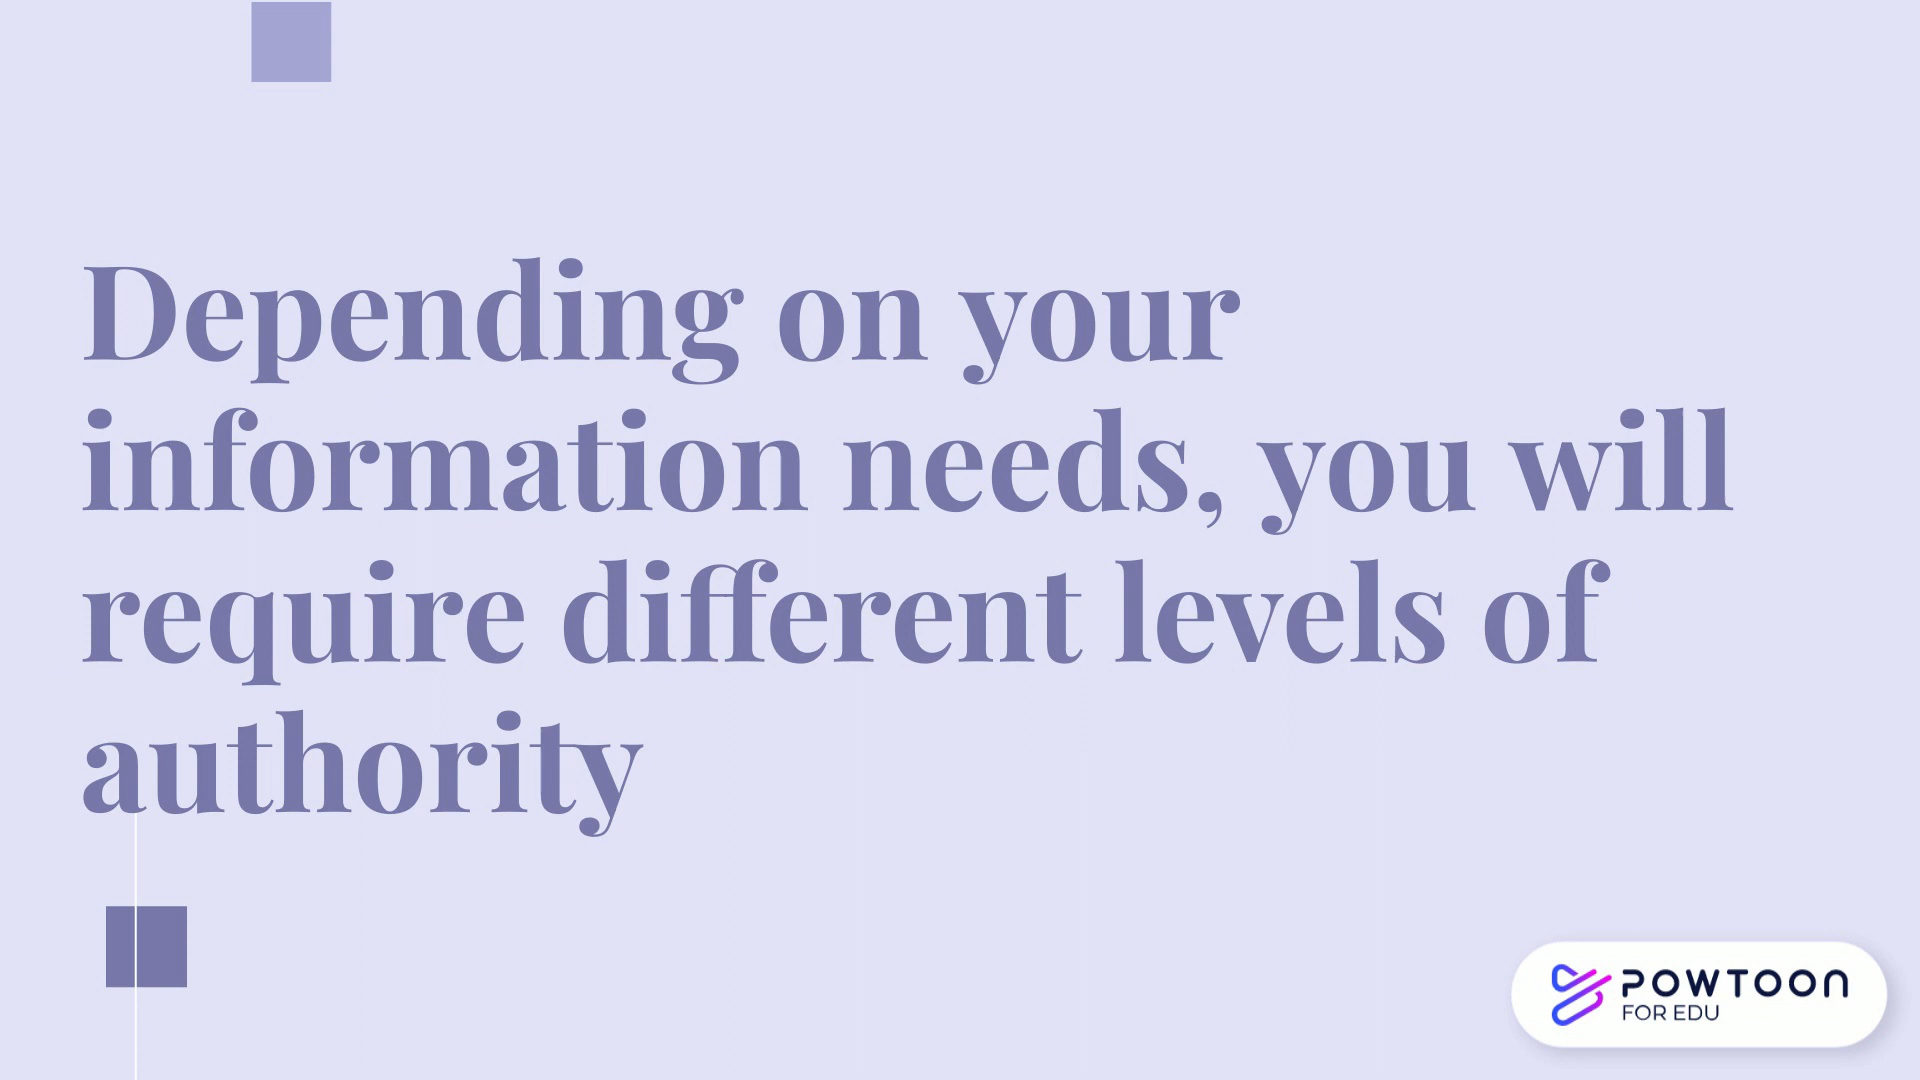 Depending on your
information needs, you will
require different levels of
authority
POWTOON
FOR EDU